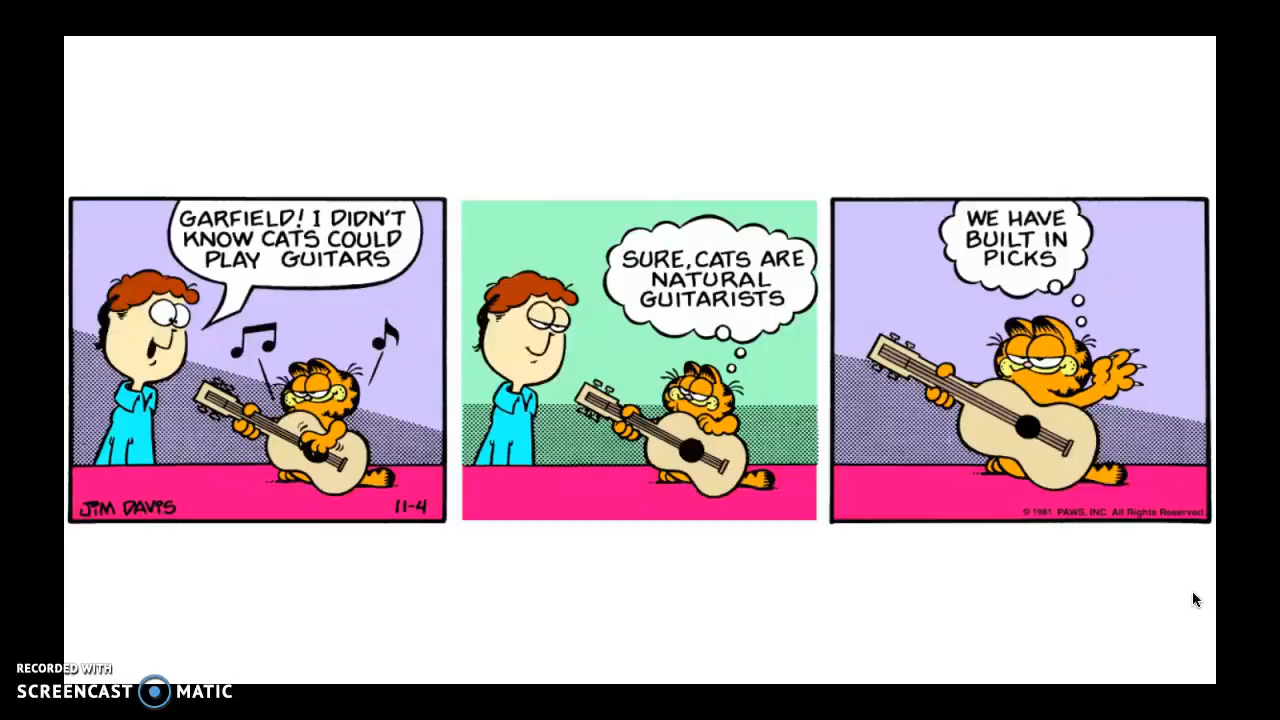 GARFIELD! I DIDN'T
KNOW CATS COULD
PLAY GUITARS
JIM DAVIS
11-4
SURE, CATS ARE
NATURAL
GUITARISTS
WE HAVE
BUILT IN
PICKS
© 1981 PAWS, INC. All Rights Reserved.
RECORDED WITH
SCREENCAST MATIC